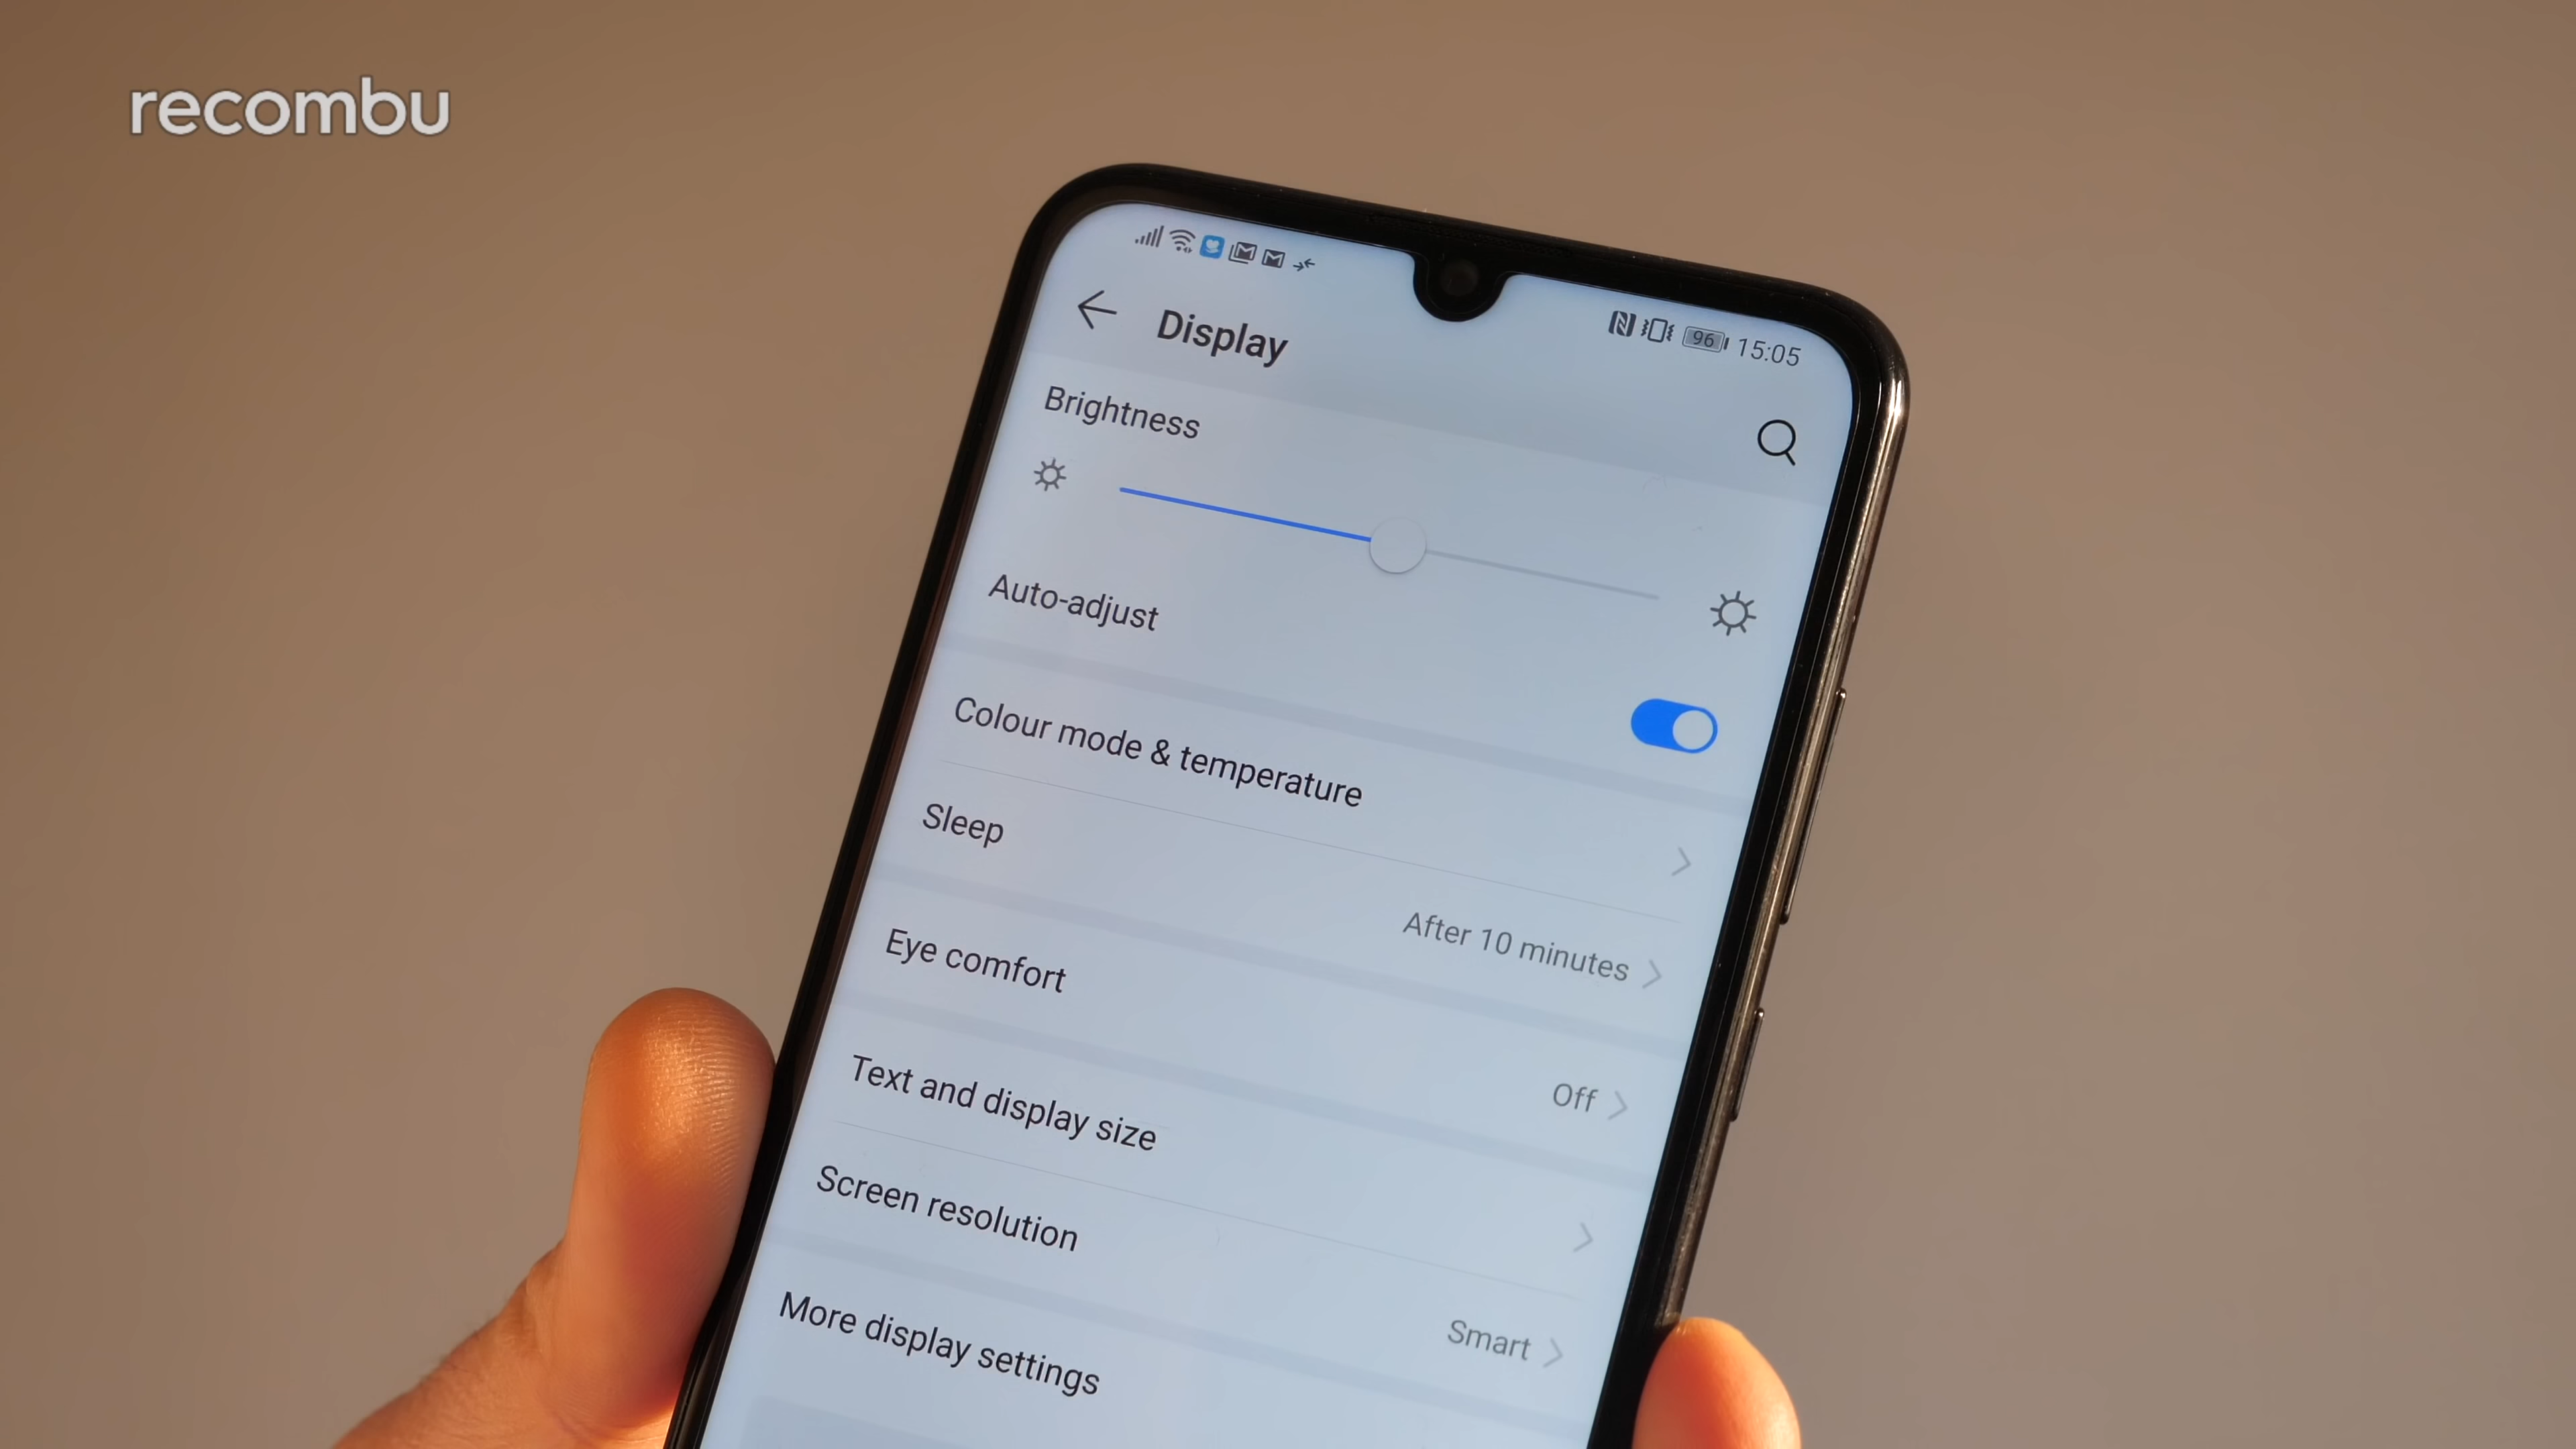 recombu
96 15:05
Display
Brightness
Auto-adjust
Colour mode & temperature
Sleep
After 10 minutes
Eye comfort
Off
Text and display size
Screen resolution
Smart
More display settings